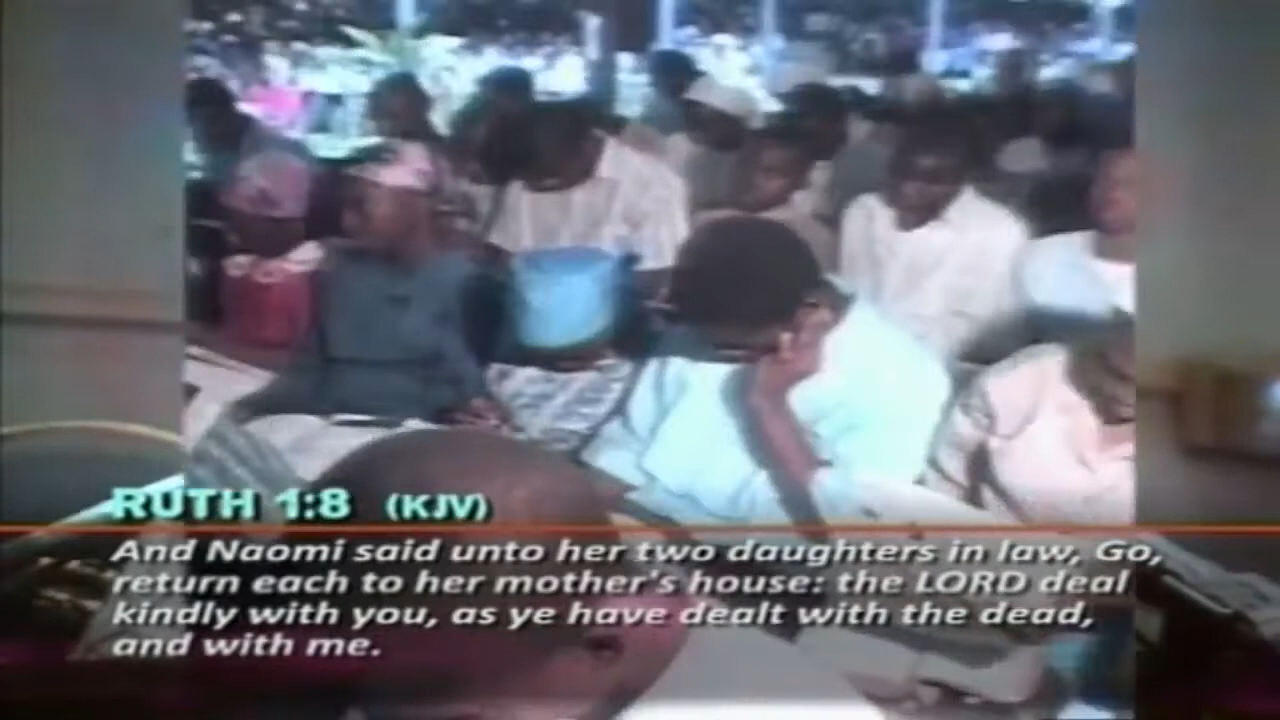 RUTH 1:8 (KJV)
And Naomi said unto her two daughters in law, Go,
return each to her mother's house: the LORD deal
kindly with you, as ye have dealt with the dead,
and with me.